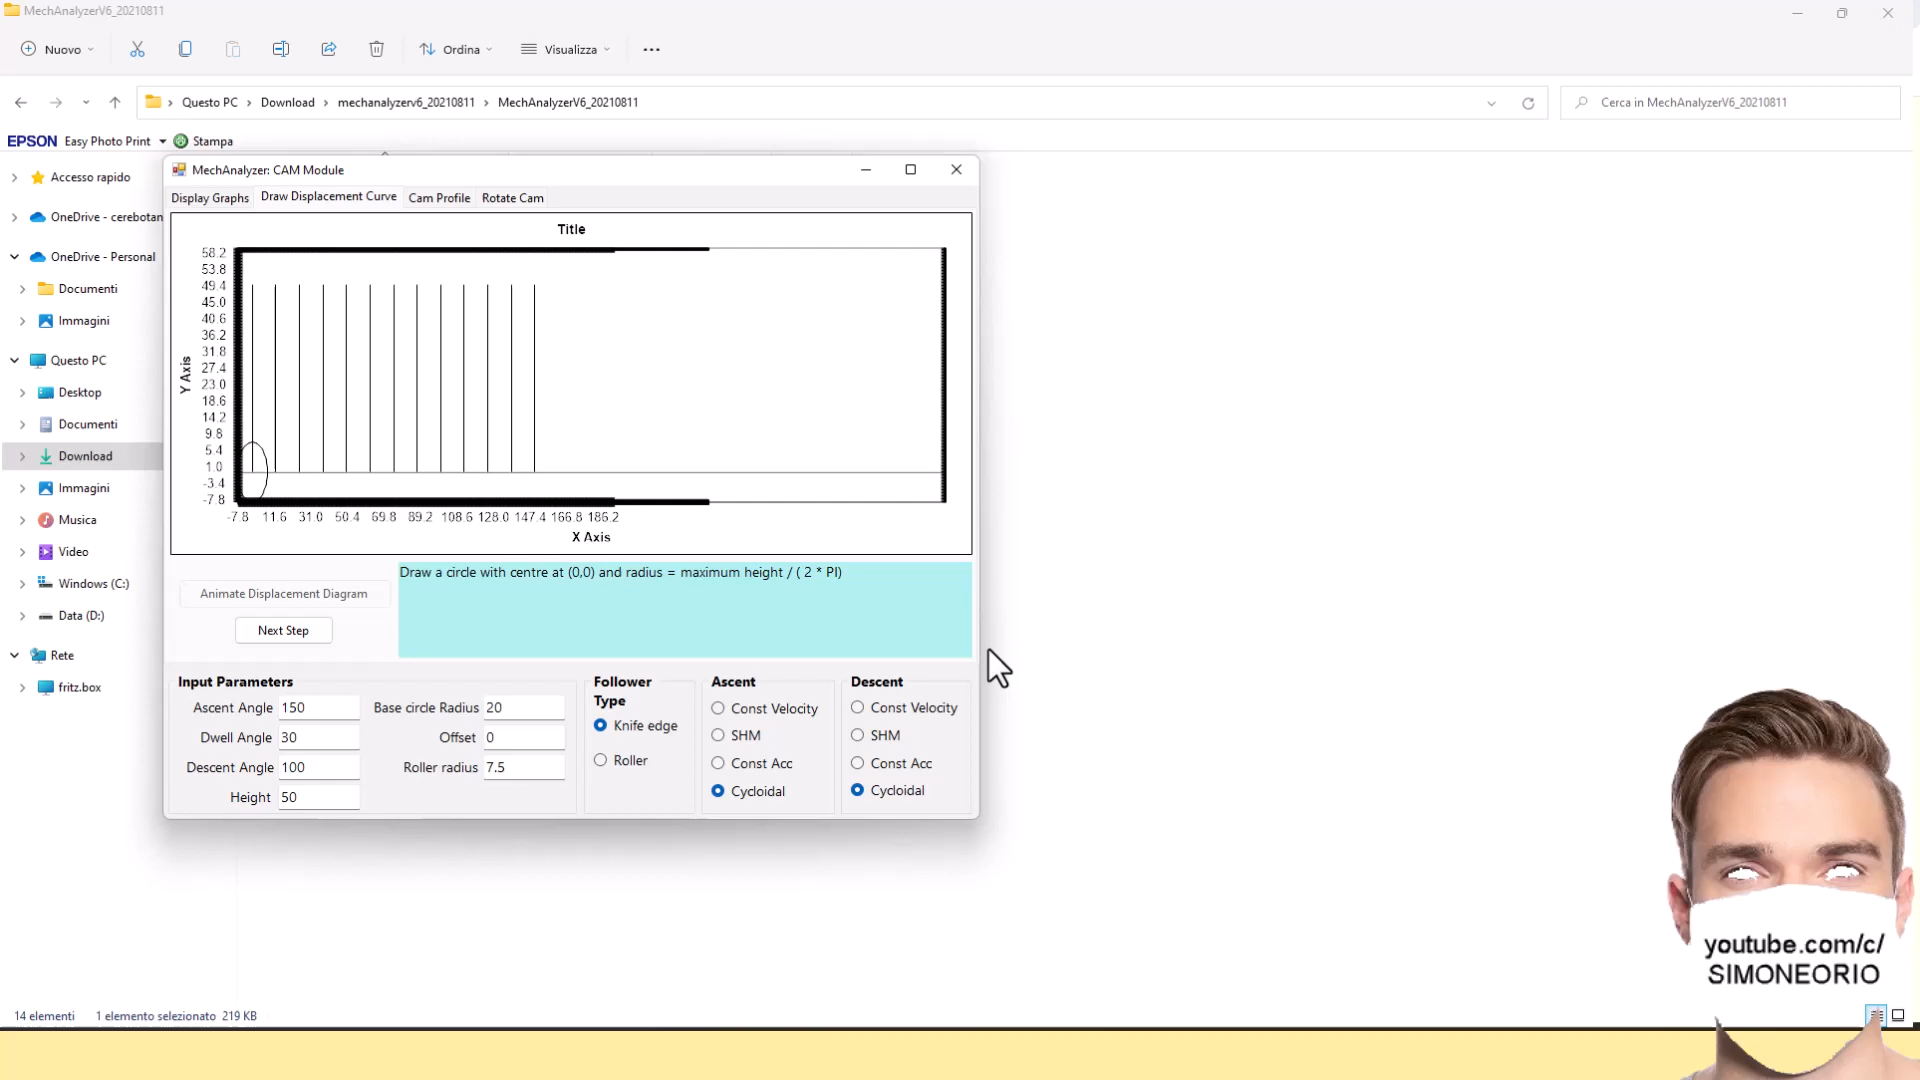 MechAnalyzerV6_20210811
Nuovo
Ordina
Visualizza
Questo PC
Download
mechanalyzerv6_20210811
MechAnalyzerV6_20210811
Cerca in MechAnalyzerV6_20210811
EPSON Easy Photo Print
Stampa
Accesso rapido
OneDrive - cerebotan
OneDrive - Personal
Documenti
Immagini
Questo PC
Desktop
Documenti
Download
Immagini
Musica
Video
Windows (C:)
Data (D:)
Rete
fritz.box
MechAnalyzer: CAM Module
Display Graphs
Draw Displacement Curve
Cam Profile
Rotate Cam
Title
Y Axis
58.2
53.8
49.4
45.0
40.6
36.2
31.8
27.4
23.0
18.6
14.2
9.8
5.4
1.0
-3.4
-7.8
-7.8 11.6 31.0 50.4 69.8 89.2 108.6 128.0 147.4 166.8 186.2
X Axis
Animate Displacement Diagram
Next Step
Draw a circle with centre at (0,0) and radius = maximum height / ( 2 * PI)
Input Parameters
Ascent Angle 150
Dwell Angle 30
Descent Angle 100
Height 50
Base circle Radius 20
Offset 0
Roller radius 7.5
Follower
Type
Knife edge
Roller
Ascent
Const Velocity
SHM
Const Acc
Cycloidal
Descent
Const Velocity
SHM
Const Acc
Cycloidal
youtube.com/c/
SIMONEORIO
14 elementi
1 elemento selezionato 219 KB